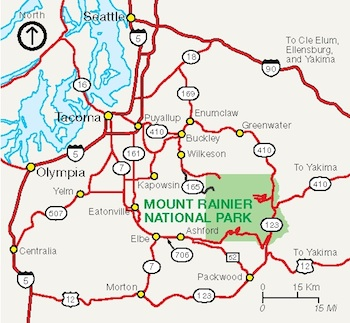 Seattle
North
5
To Cle Elum,
Ellensburg,
and Yakima
90
18
16
169
Tacoma
Puyallup
Enumclaw
Greenwater
410
Buckley
410
5
7
161
Wilkeson
Olympia
Kapowsin
165
To Yakima
410
Yelm
MOUNT RAINIER
NATIONAL PARK
507
Eatonville
123
Elbe
Ashford
Centralia
706
52
To Yakima
5
7
Packwood
12
12
Morton
123
0
15 Km
0
15 Mi